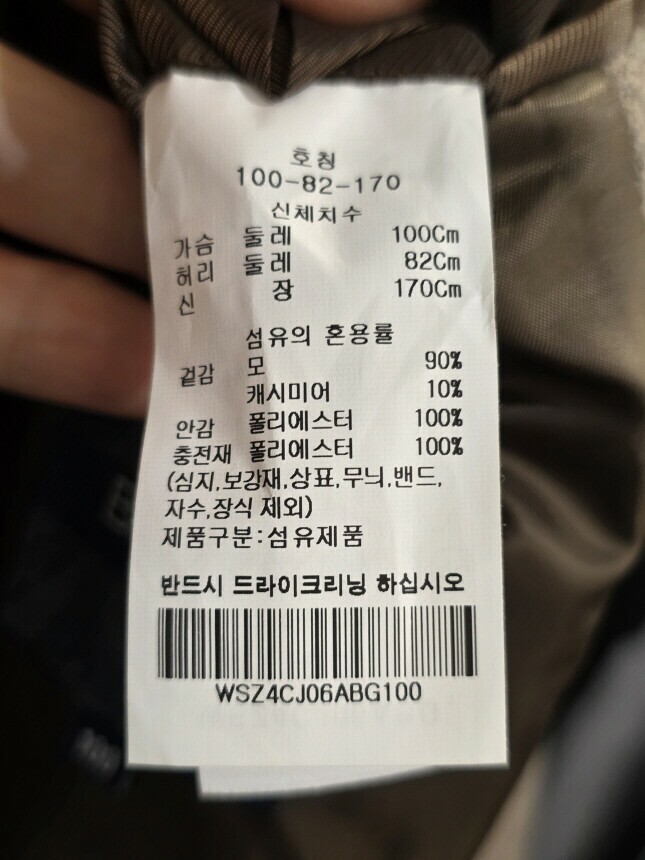 호칭
100-82-170
신체치수
가슴 둘레 100Cm
허리 둘레 82Cm
신 장 170Cm
섬유의 혼용률
겉감 모 90%
캐시미어 10%
안감 폴리에스터 100%
충전재 폴리에스터 100%
(심지,보강재,상표,무늬,밴드,
자수,장식 제외)
제품구분:섬유제품
반드시 드라이크리닝 하십시오
WSZ4CJ06ABG100